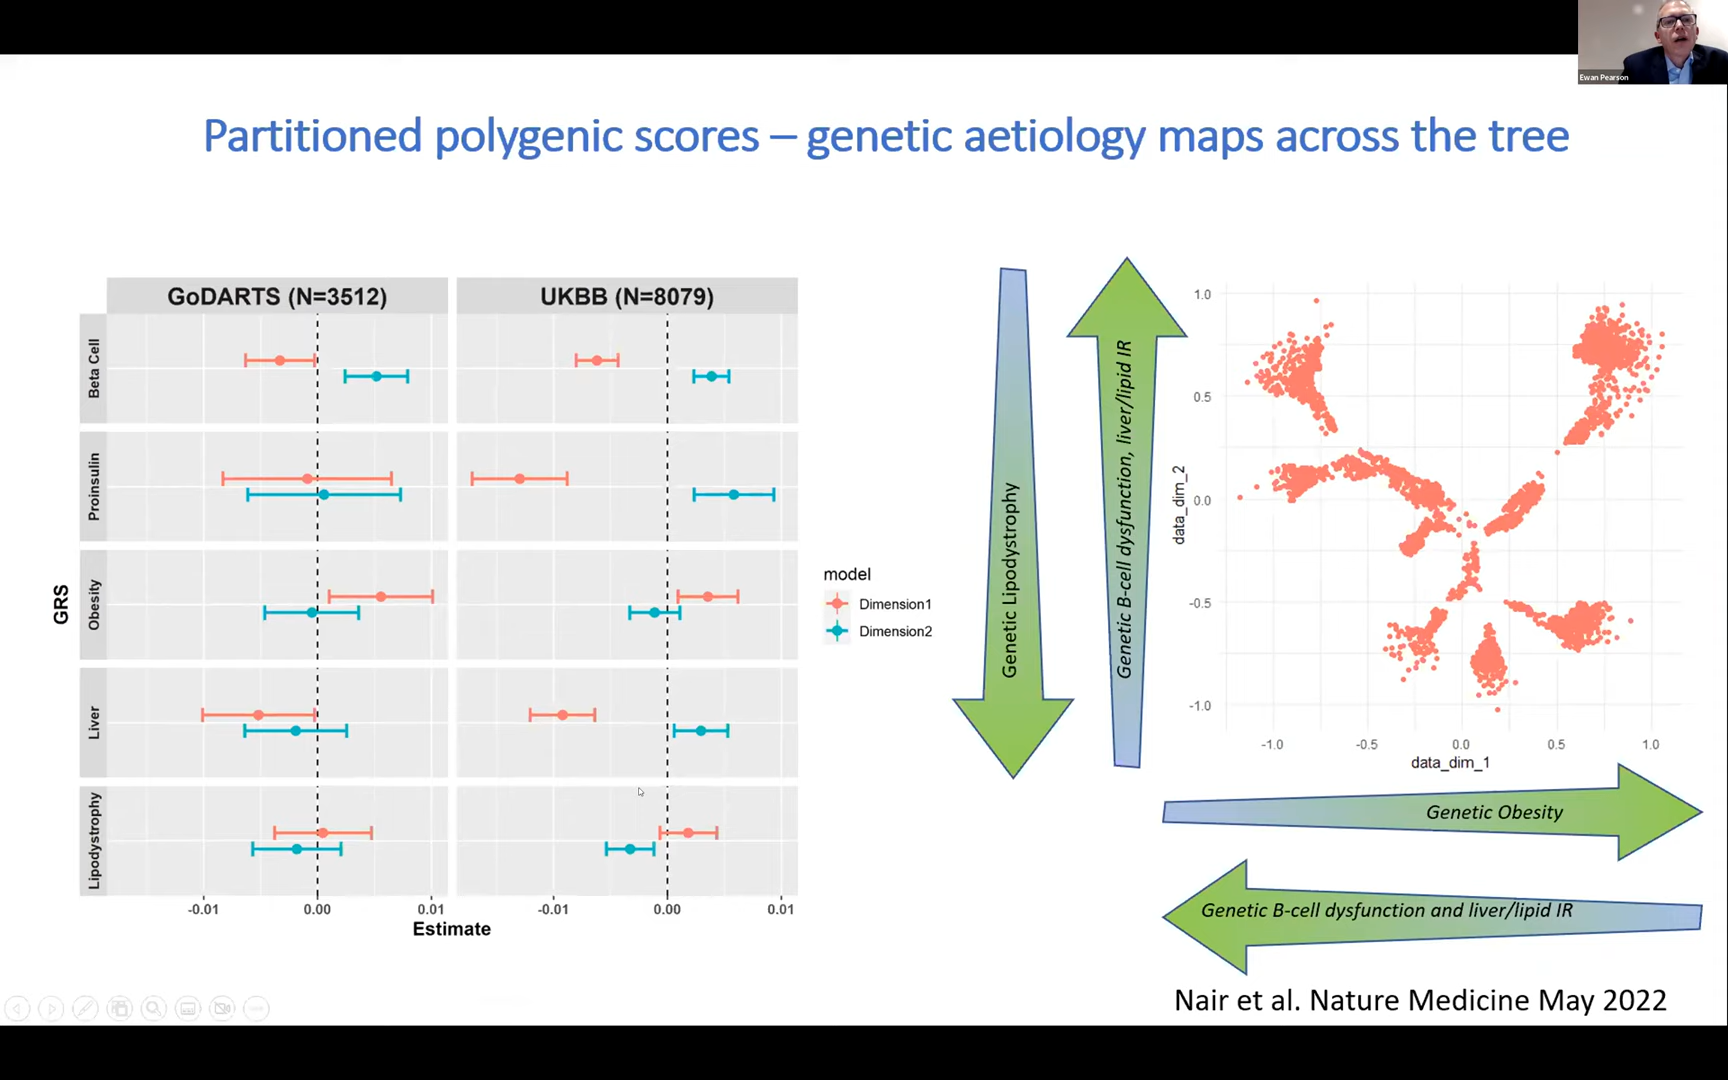 Ewan Pearson
Partitioned polygenic scores – genetic aetiology maps across the tree
GoDARTS (N=3512)
UKBB (N=8079)
GRS
Beta Cell
Proinsulin
Obesity
Liver
Lipodystrophy
-0.01
0.00
0.01
-0.01
0.00
0.01
Estimate
model
Dimension1
Dimension2
Genetic Lipodystrophy
Genetic B-cell dysfunction, liver/lipid IR
data_dim_2
1.0
0.5
0.0
-0.5
-1.0
-1.0
-0.5
0.0
0.5
1.0
data_dim_1
Genetic Obesity
Genetic B-cell dysfunction and liver/lipid IR
Nair et al. Nature Medicine May 2022